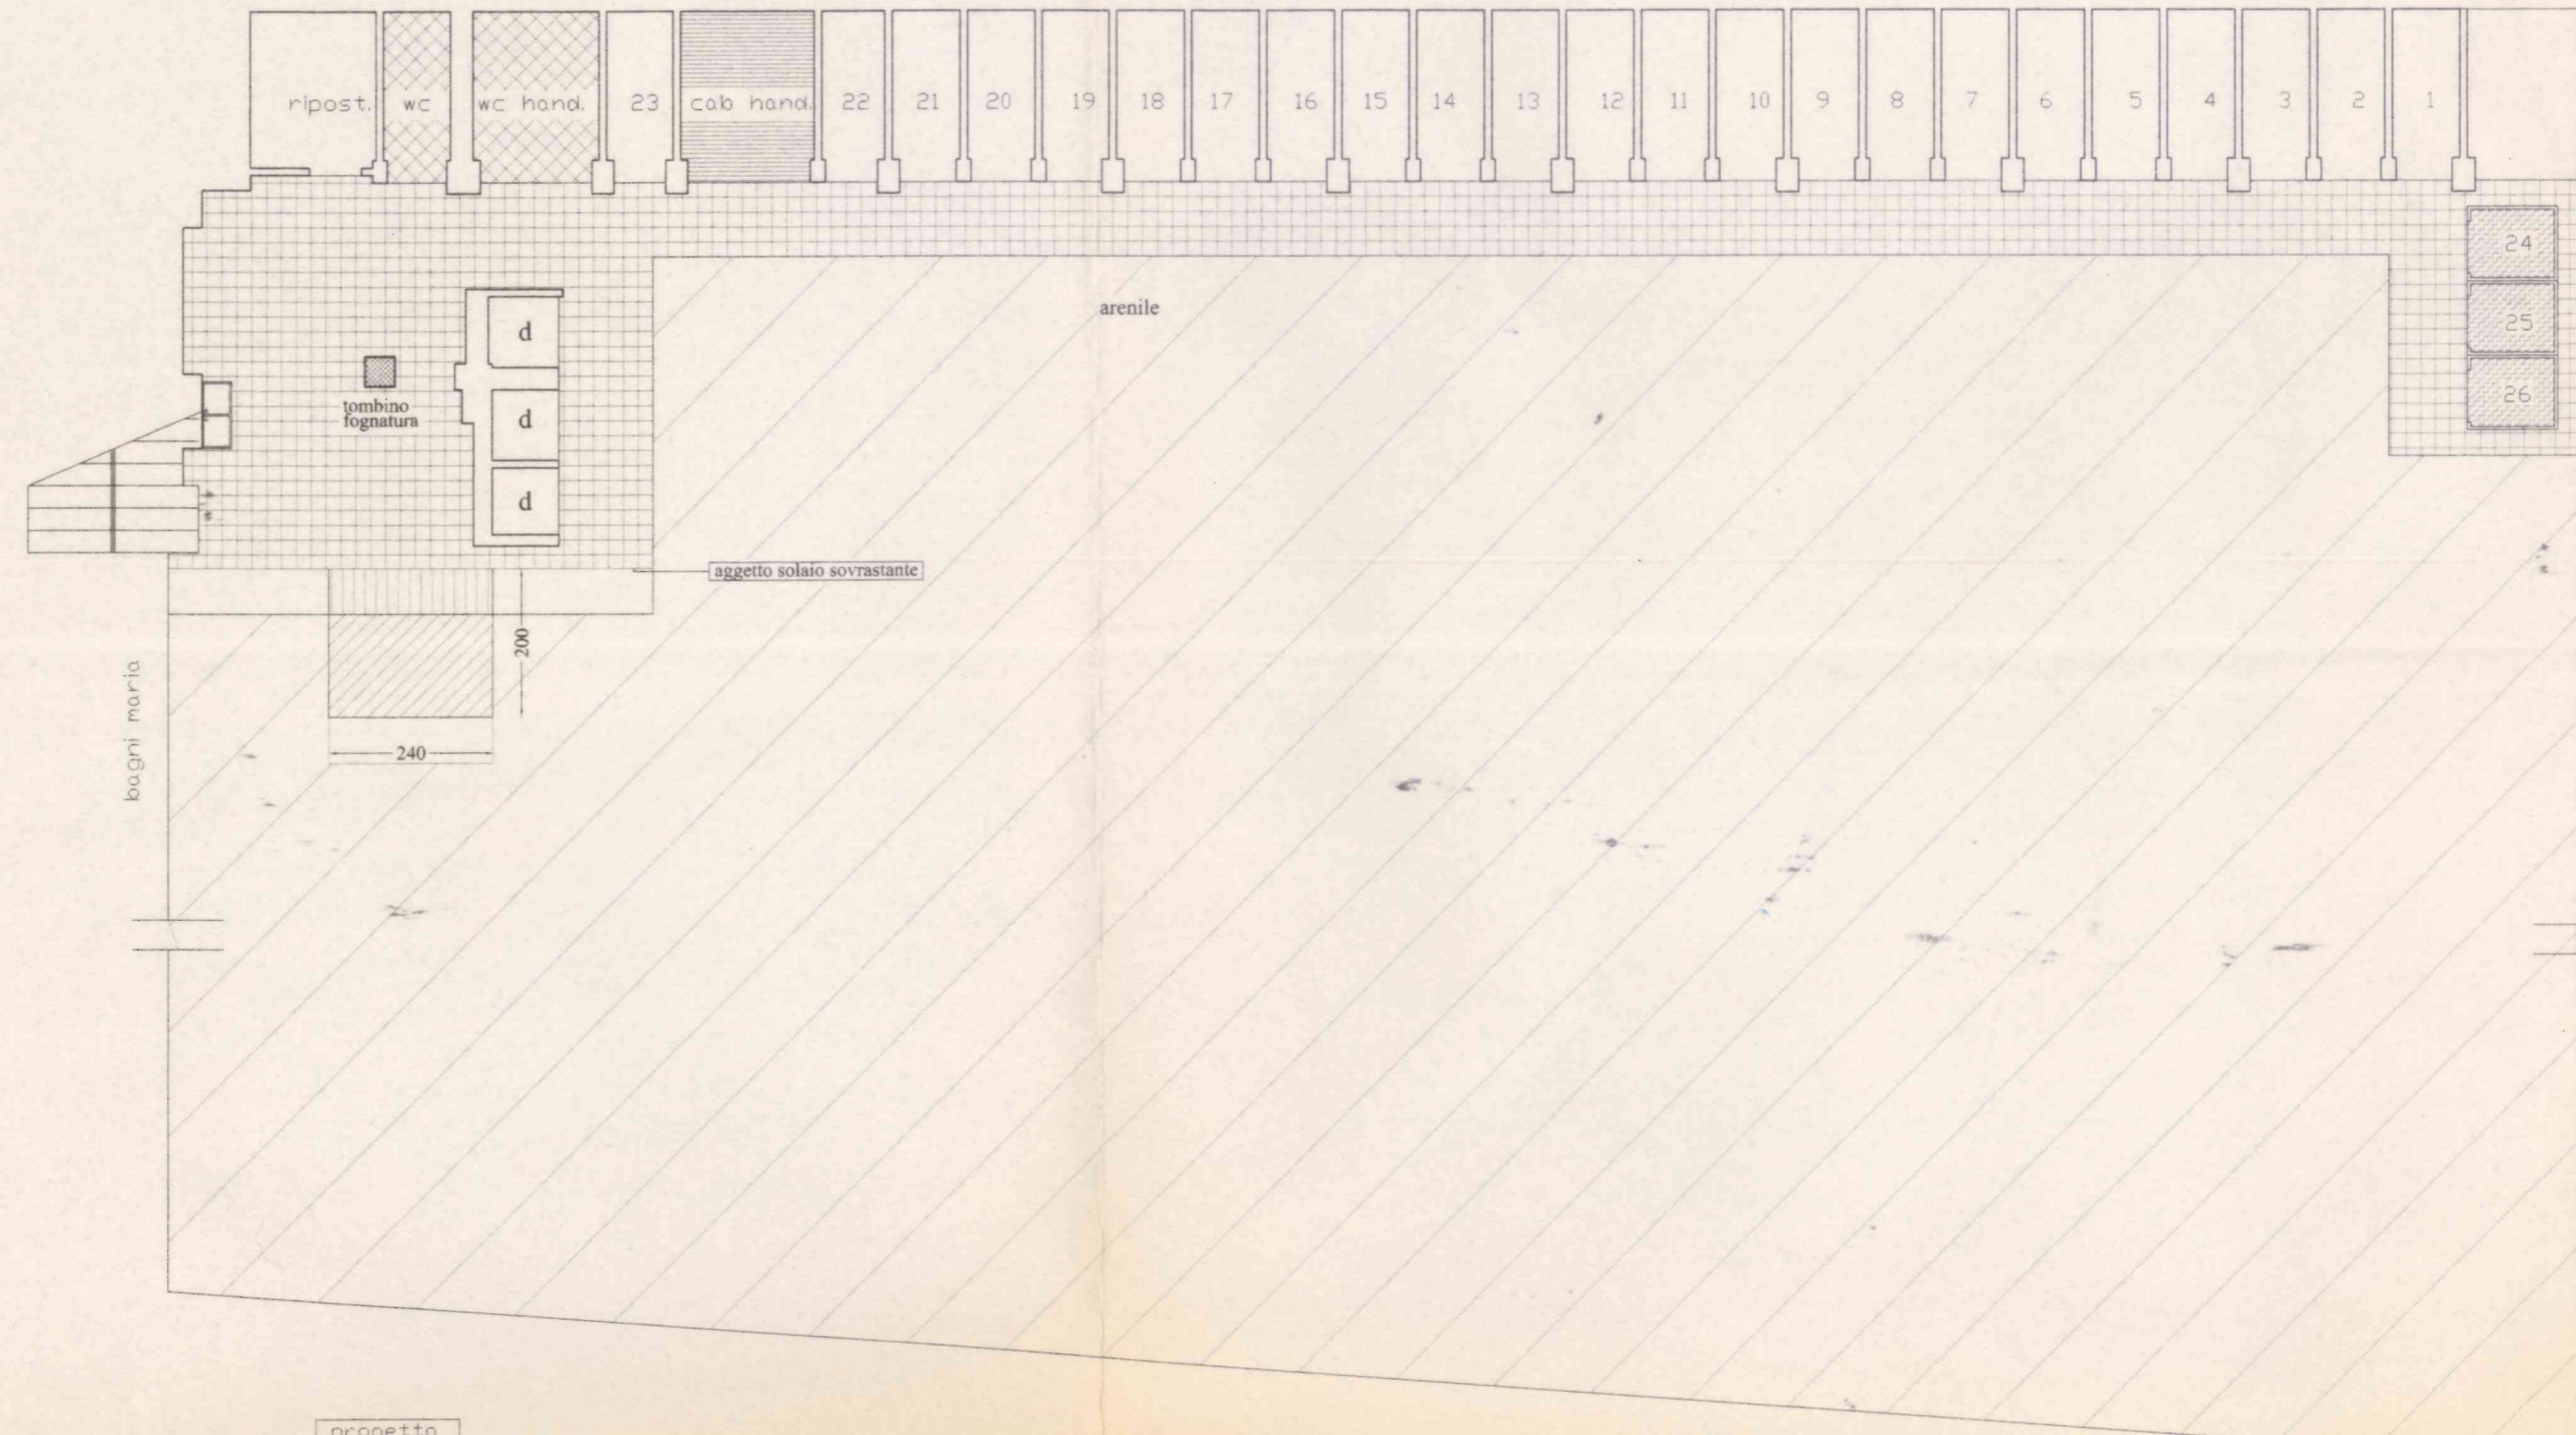 ripost. wc wc hand. 23 cab hand. 22 21 20 19 18 17 16 15 14 13 12 11 10 9 8 7 6 5 4 3 2 1
24
25
26
arenile
d
d
d
tombino
fognatura
aggetto solaio sovrastante
200
240
bagni maria
progetto